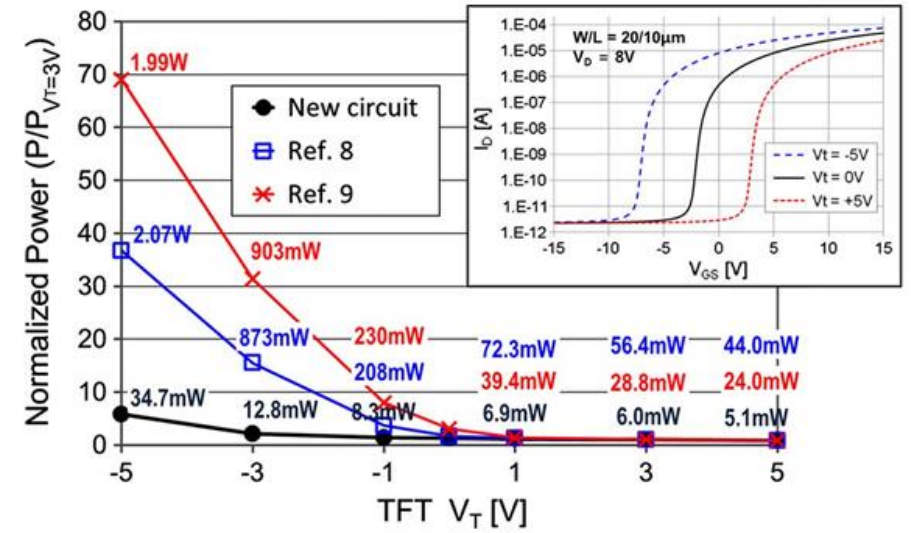 Normalized Power (P/P_VT=3V)
80
70
60
50
40
30
20
10
0
1.99W
New circuit
Ref. 8
Ref. 9
2.07W
903mW
873mW
230mW
208mW
72.3mW
56.4mW
44.0mW
39.4mW
28.8mW
24.0mW
34.7mW
12.8mW
8.3mW
6.9mW
6.0mW
5.1mW
-5
-3
-1
1
3
5
TFT V_T [V]
I_D [A]
1.E-04
1.E-05
1.E-06
1.E-07
1.E-08
1.E-09
1.E-10
1.E-11
1.E-12
W/L = 20/10μm
V_D = 8V
Vt = -5V
Vt = 0V
Vt = +5V
-15
-10
-5
0
5
10
15
V_GS [V]